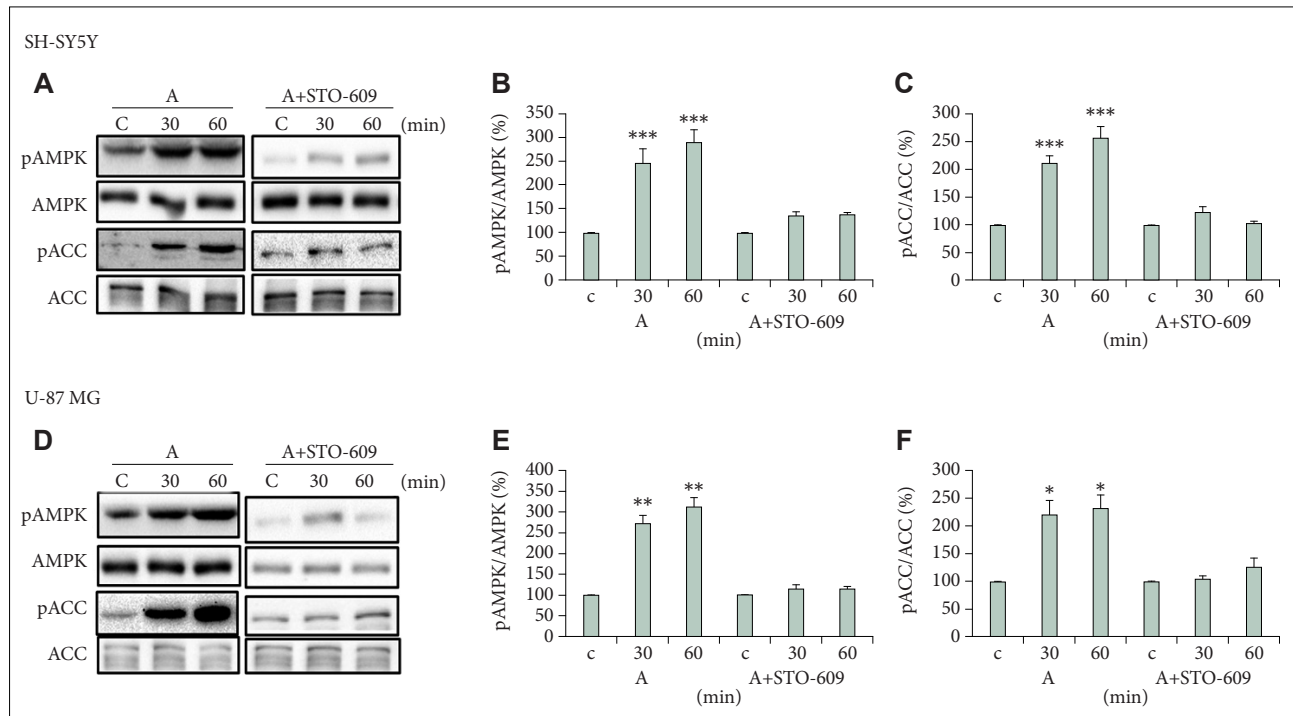 SH-SY5Y
A
A
A+STO-609
C 30 60
C 30 60 (min)
pAMPK
AMPK
pACC
ACC
B
pAMPK/AMPK (%)
350
300
250
200
150
100
50
0
*** ***
c 30 60 c 30 60
A A+STO-609
(min)
C
pACC/ACC (%)
300
250
200
150
100
50
0
*** ***
c 30 60 c 30 60
A A+STO-609
(min)
U-87 MG
D
A
A+STO-609
C 30 60
C 30 60 (min)
pAMPK
AMPK
pACC
ACC
E
pAMPK/AMPK (%)
400
350
300
250
200
150
100
50
0
** **
c 30 60 c 30 60
A A+STO-609
(min)
F
pACC/ACC (%)
300
250
200
150
100
50
0
* *
c 30 60 c 30 60
A A+STO-609
(min)